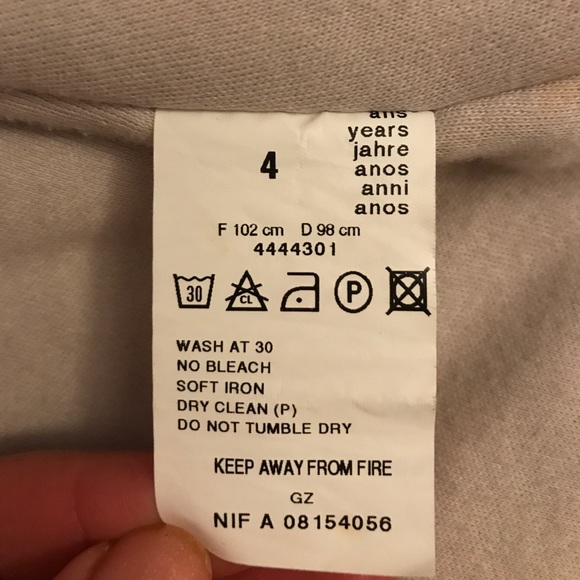 ans
years
4
jahre
anos
anni
anos
F 102 cm D 98 cm
4444301
30 CL P
WASH AT 30
NO BLEACH
SOFT IRON
DRY CLEAN (P)
DO NOT TUMBLE DRY
KEEP AWAY FROM FIRE
GZ
NIF A 08154056